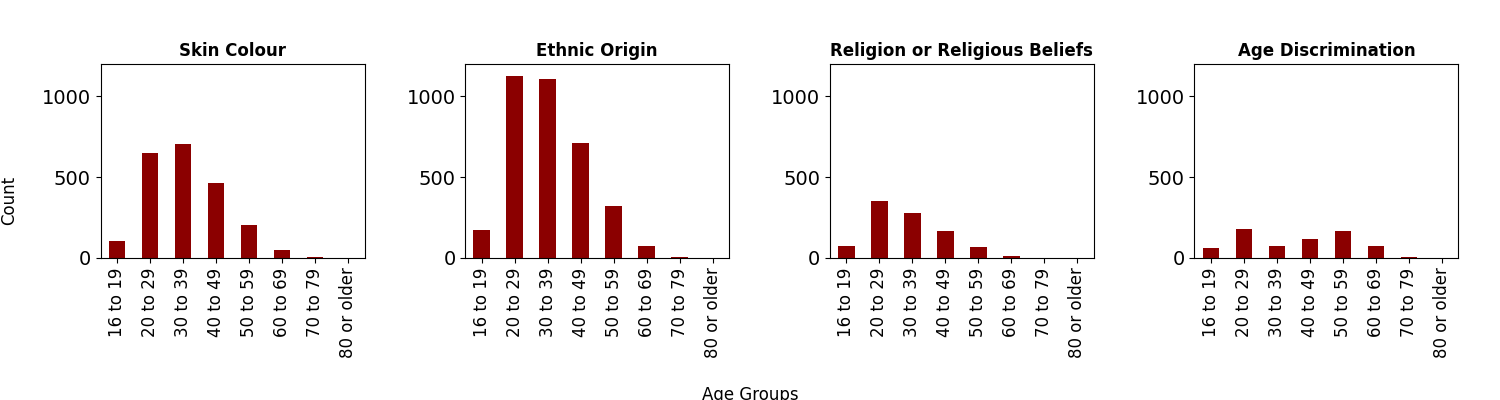 Skin Colour
Ethnic Origin
Religion or Religious Beliefs
Age Discrimination
Count
1000
500
0
16 to 19
20 to 29
30 to 39
40 to 49
50 to 59
60 to 69
70 to 79
80 or older
1000
500
0
16 to 19
20 to 29
30 to 39
40 to 49
50 to 59
60 to 69
70 to 79
80 or older
1000
500
0
16 to 19
20 to 29
30 to 39
40 to 49
50 to 59
60 to 69
70 to 79
80 or older
1000
500
0
16 to 19
20 to 29
30 to 39
40 to 49
50 to 59
60 to 69
70 to 79
80 or older
Age Groups